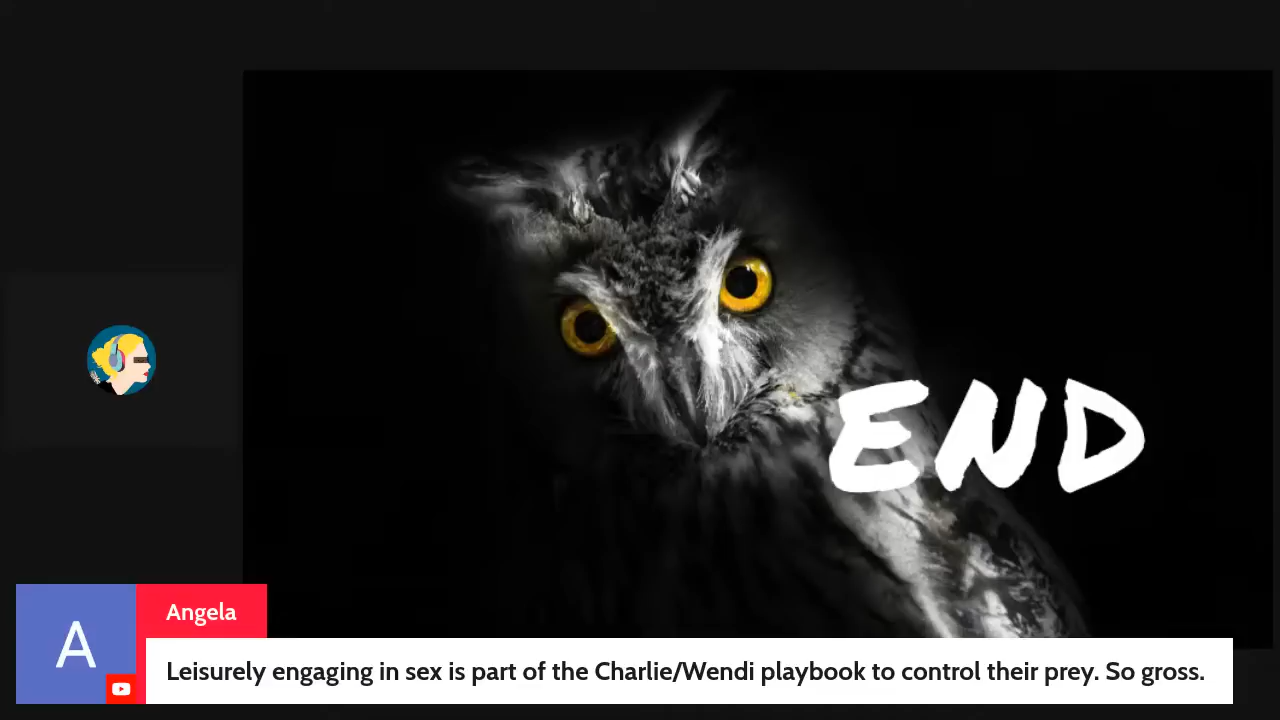 END
Angela
A
Leisurely engaging in sex is part of the Charlie/Wendi playbook to control their prey. So gross.